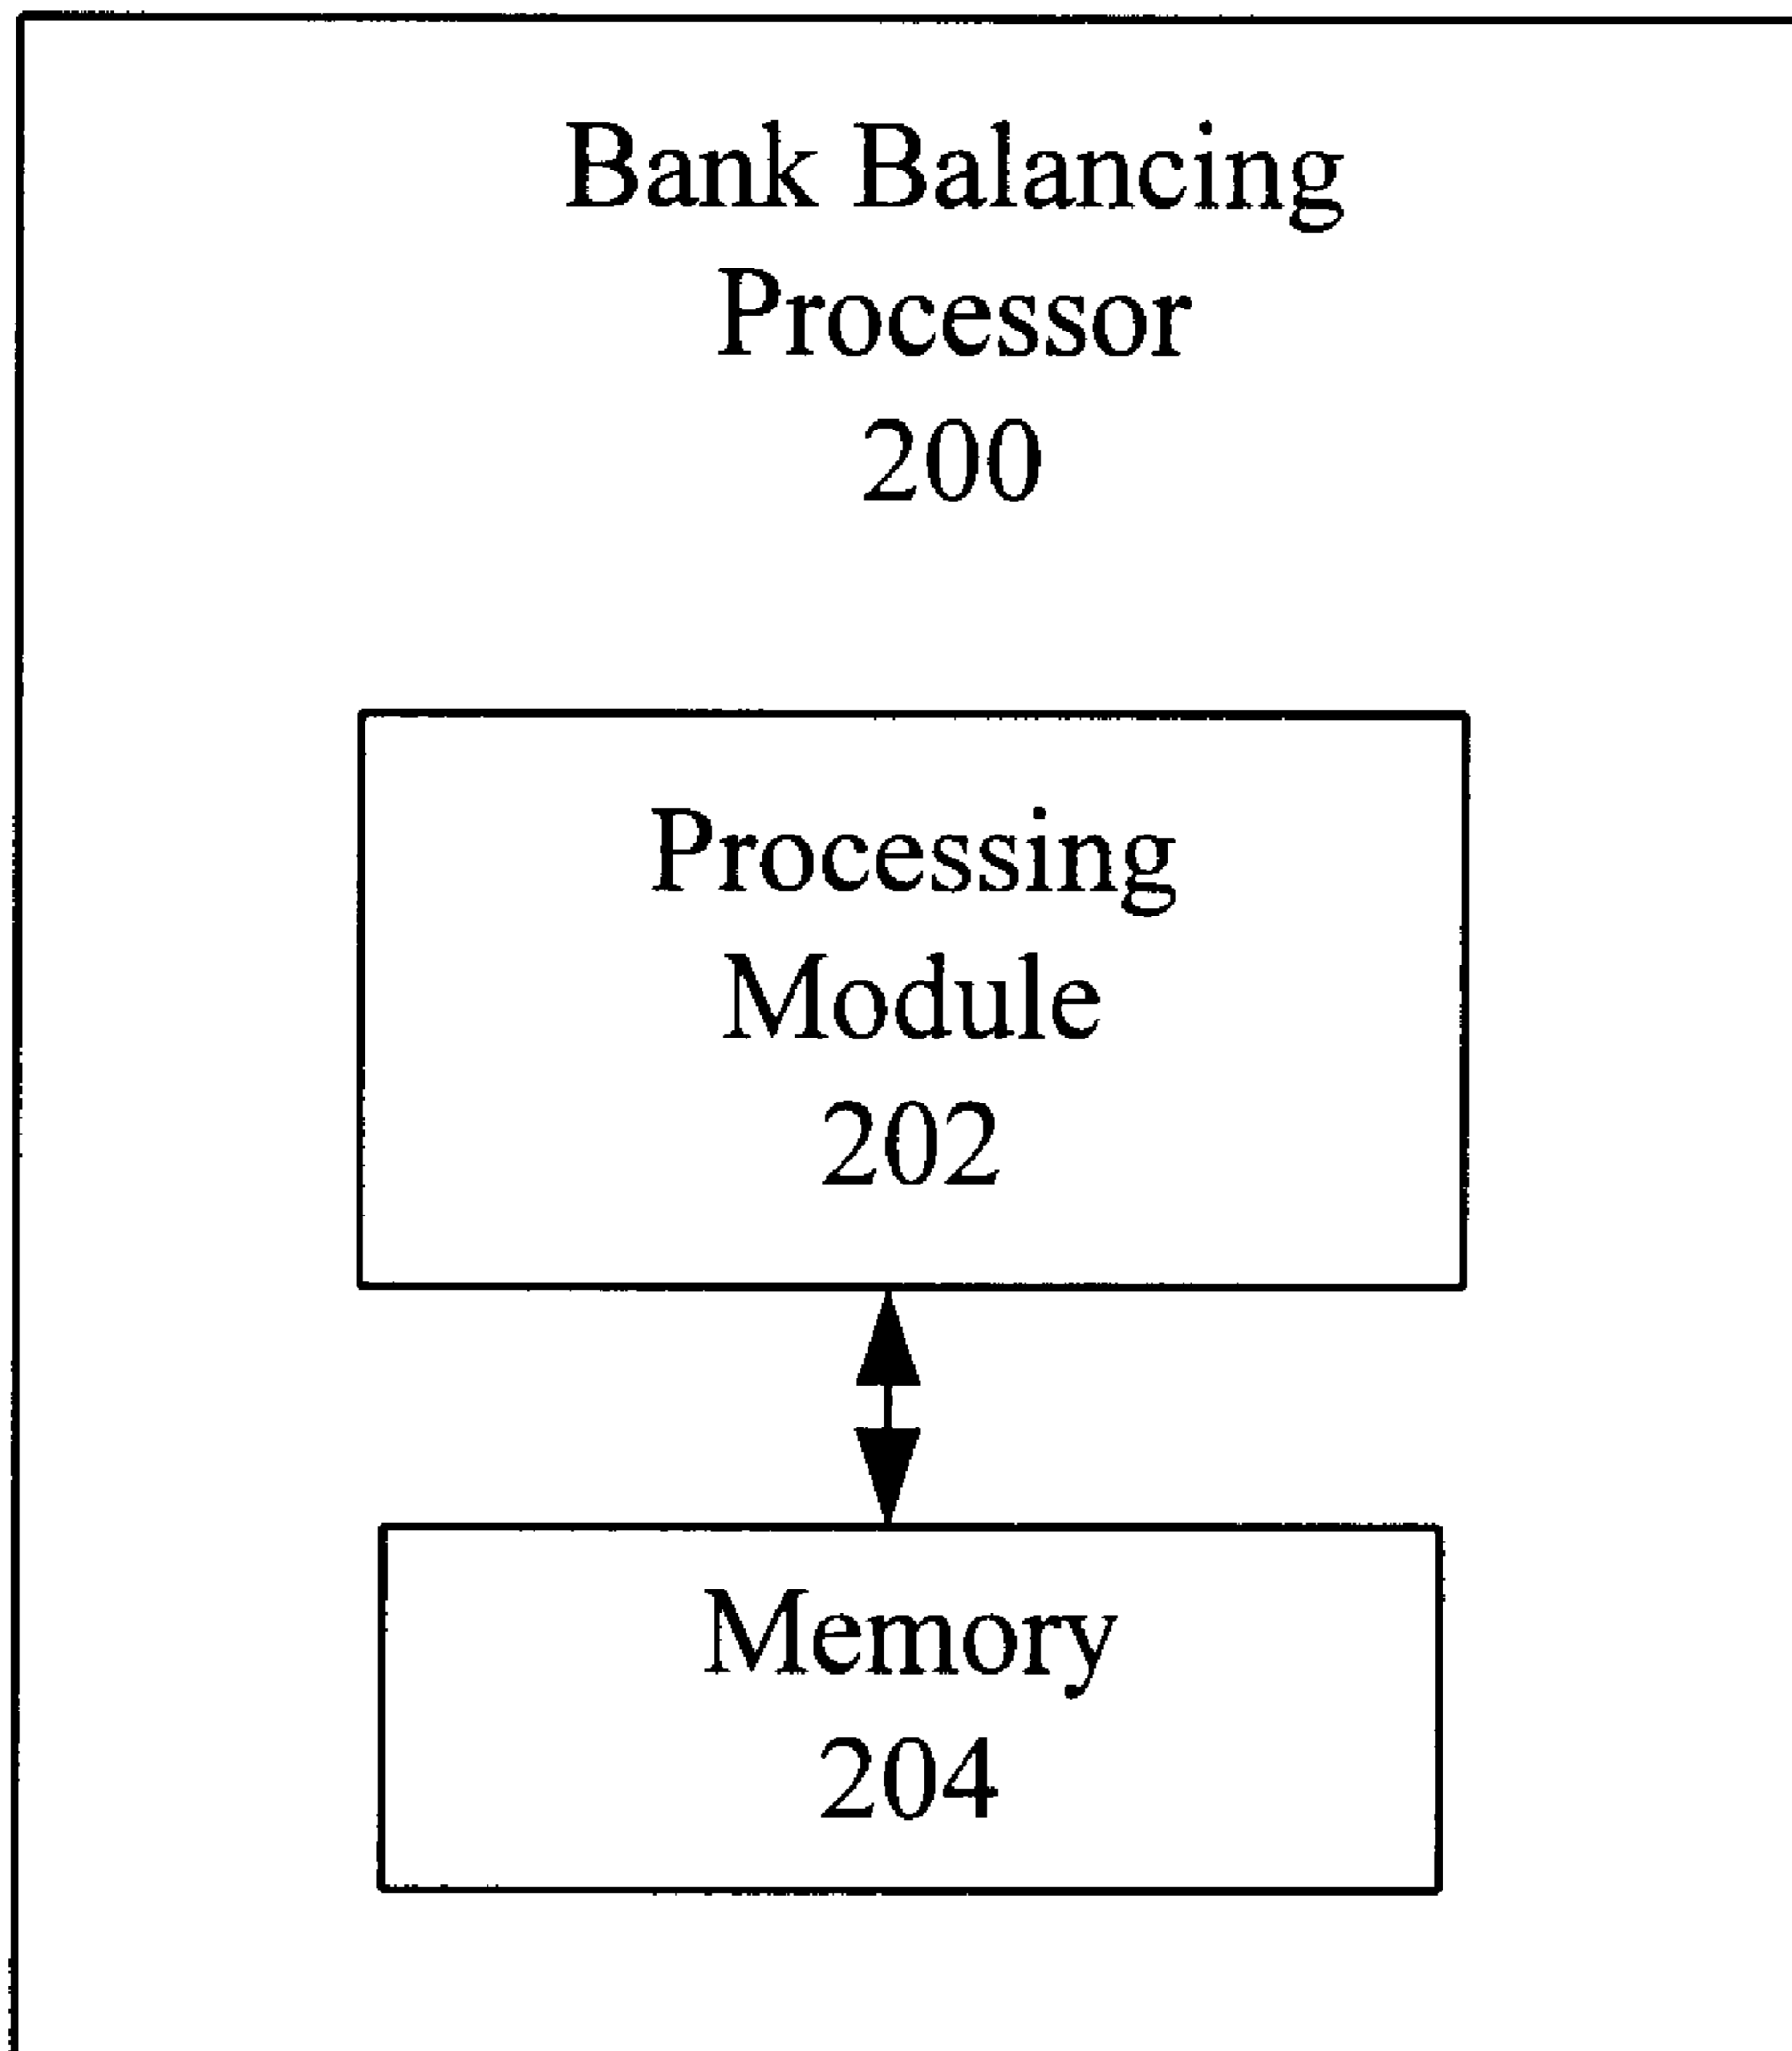 Bank Balancing
Processor
200
Processing
Module
202
Memory
204